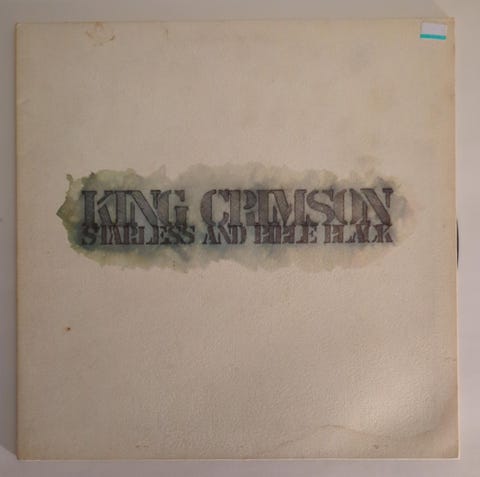 KING CRIMSON
STARLESS AND BIBLE BLACK